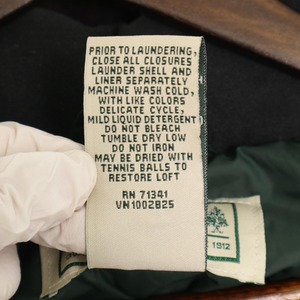 PRIOR TO LAUNDERING,
CLOSE ALL CLOSURES
LAUNDER SHELL AND
LINER SEPARATELY
MACHINE WASH COLD,
WITH LIKE COLORS
DELICATE CYCLE,
MILD LIQUID DETERGENT
DO NOT BLEACH
TUMBLE DRY LOW
DO NOT IRON
MAY BE DRIED WITH
TENNIS BALLS TO
RESTORE LOFT
RN 71341
VN1002825
1912